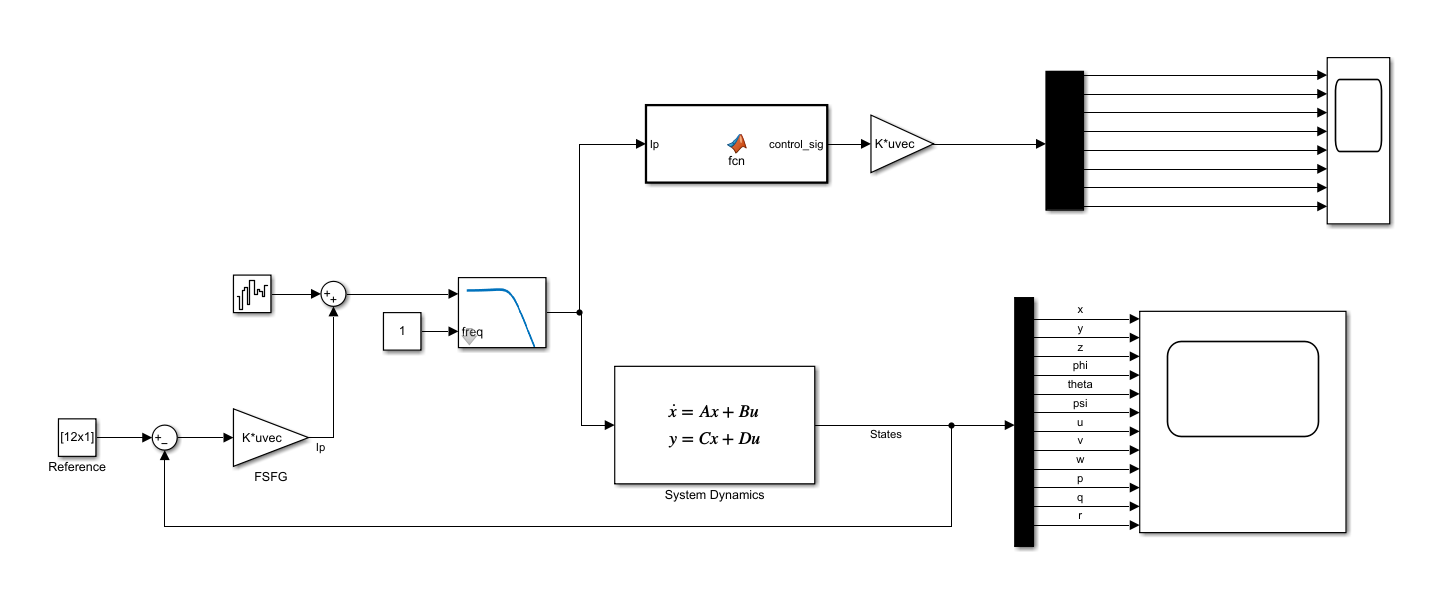 Ip
fcn
control_sig
K*uvec
+
+
1
freq
[12x1]
Reference
+
−
K*uvec
FSFG
Ip
ẋ = Ax + Bu
y = Cx + Du
System Dynamics
States
x
y
z
phi
theta
psi
u
v
w
p
q
r